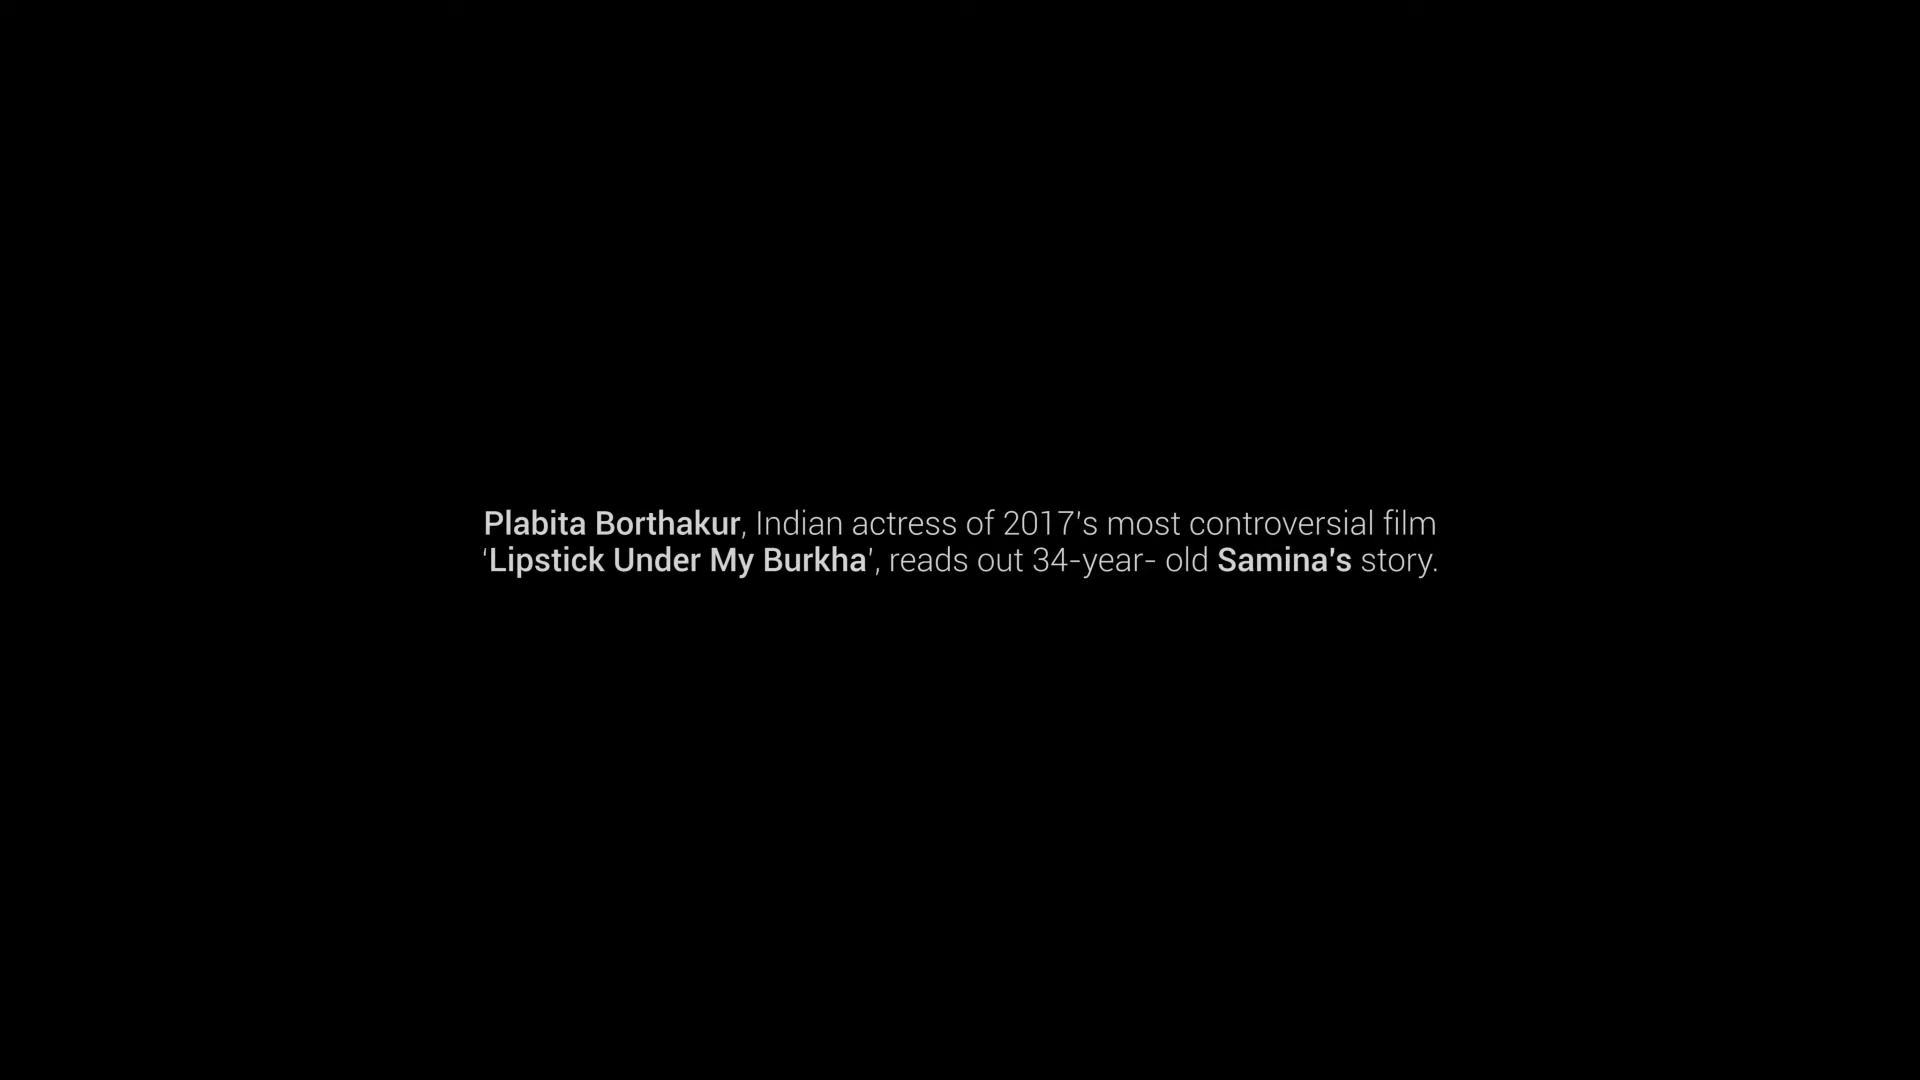 Plabita Borthakur, Indian actress of 2017's most controversial film
‘Lipstick Under My Burkha’, reads out 34-year- old Samina's story.